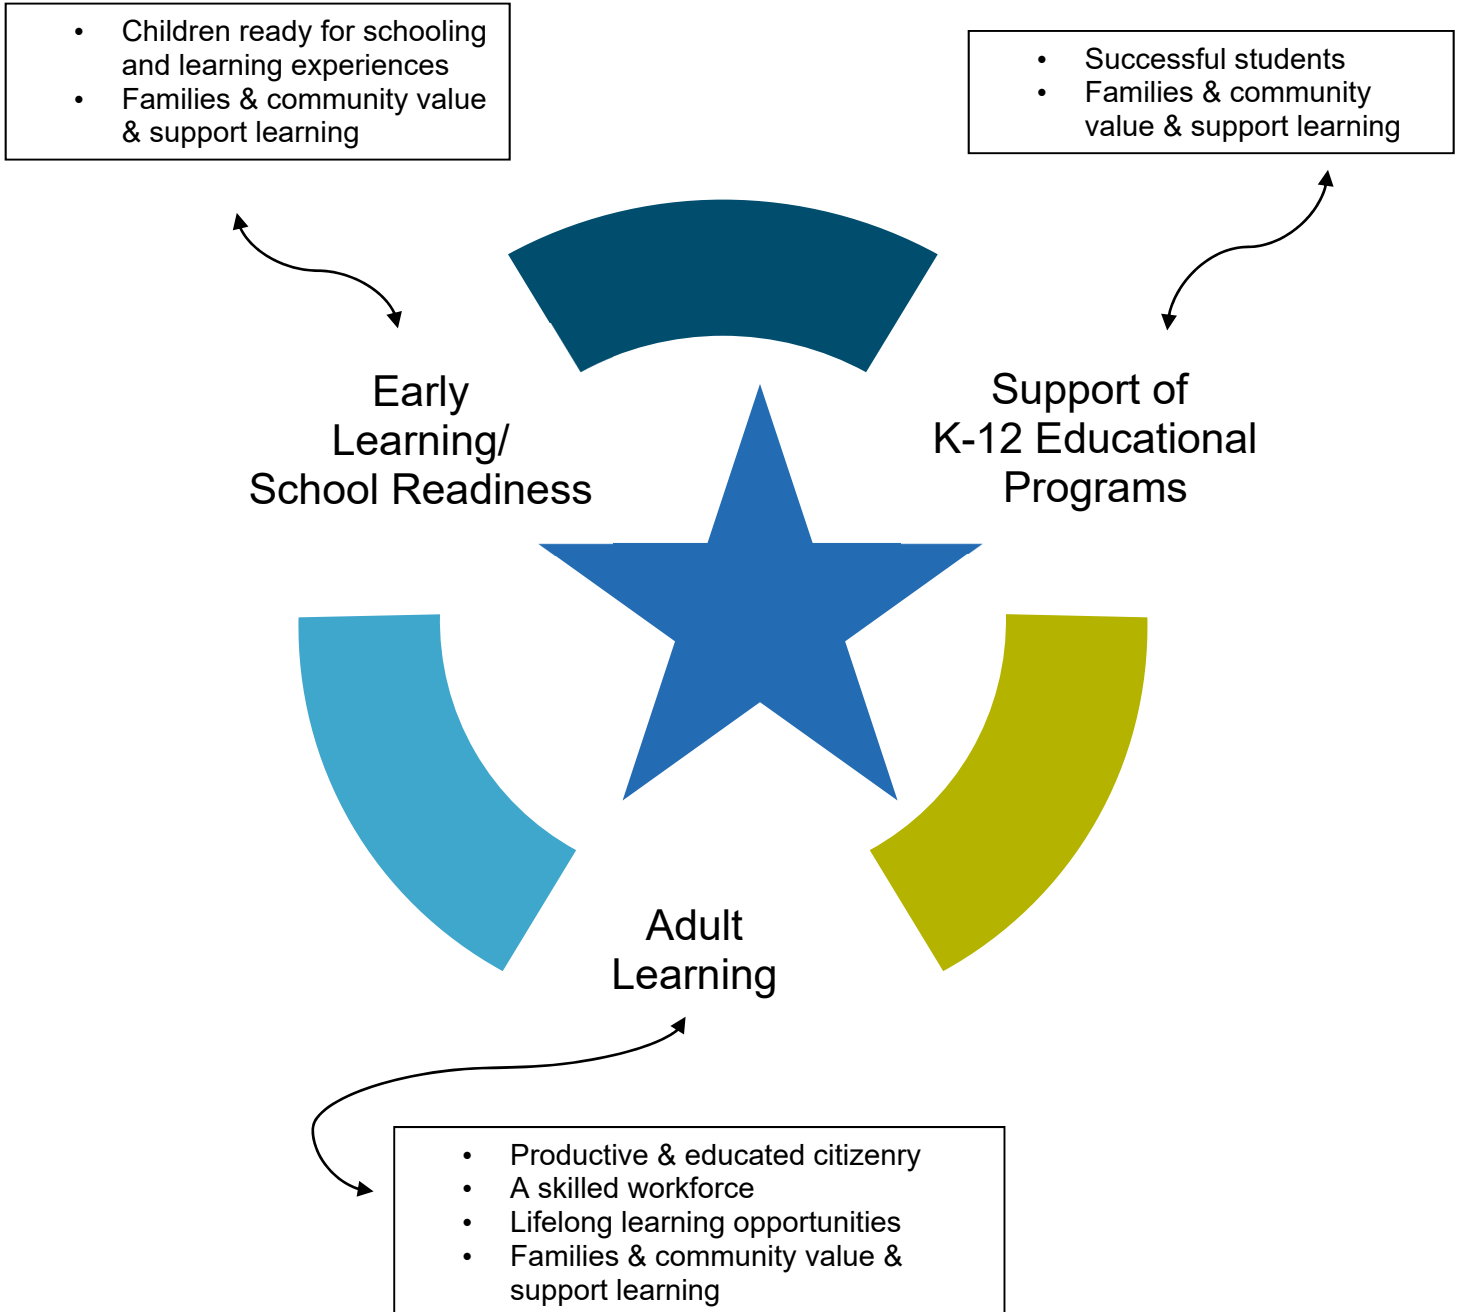 • Children ready for schooling
and learning experiences
• Families & community value
& support learning
• Successful students
• Families & community
value & support learning
Early
Learning/
School Readiness
Support of
K-12 Educational
Programs
Adult
Learning
• Productive & educated citizenry
• A skilled workforce
• Lifelong learning opportunities
• Families & community value &
support learning